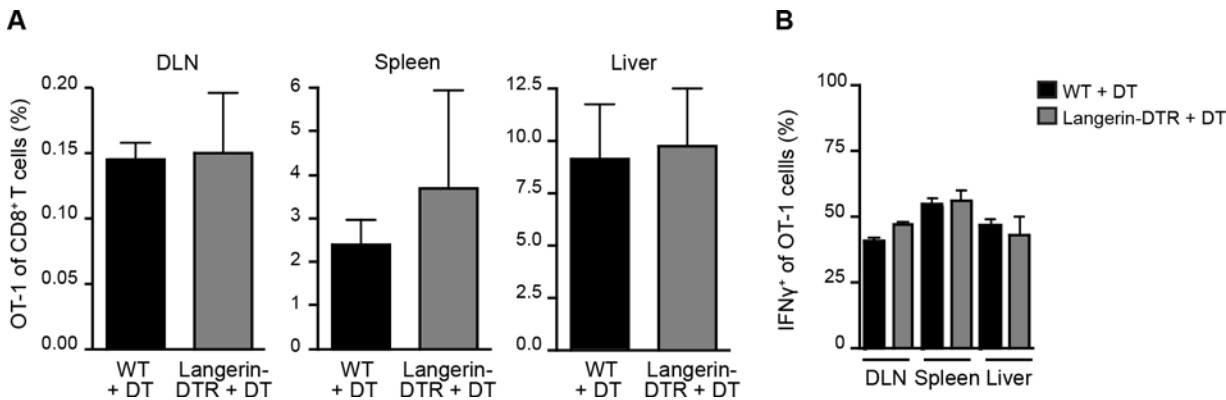 A
B
DLN
Spleen
Liver
OT-1 of CD8⁺ T cells (%)
0.20
0.15
0.10
0.05
0.00
WT
+ DT
Langerin-
DTR + DT
6
5
4
3
2
1
0
WT
+ DT
Langerin-
DTR + DT
12.5
10.0
7.5
5.0
2.5
0.0
WT
+ DT
Langerin-
DTR + DT
IFNγ⁺ of OT-1 cellls (%)
100
75
50
25
0
DLN Spleen Liver
WT + DT
Langerin-DTR + DT